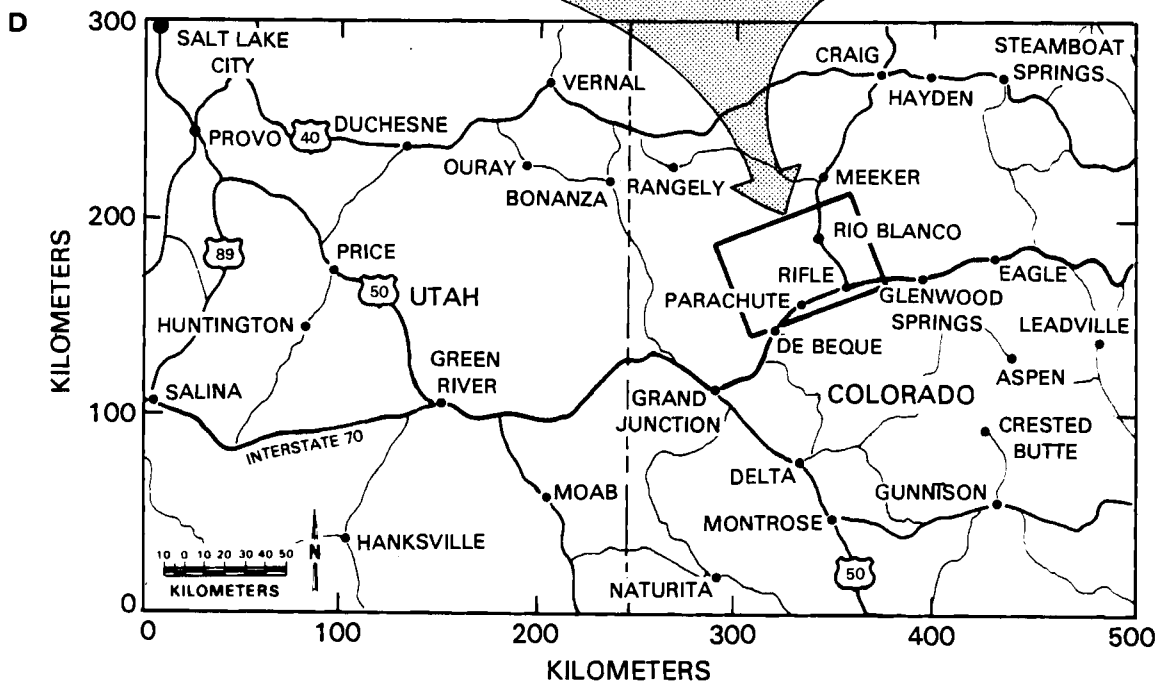 D
300
SALT LAKE
CITY
CRAIG
STEAMBOAT
SPRINGS
VERNAL
HAYDEN
PROVO
40
DUCHESNE
OURAY
BONANZA
RANGELY
MEEKER
200
RIO BLANCO
89
PRICE
50
UTAH
RIFLE
EAGLE
PARACHUTE
GLENWOOD
SPRINGS
LEADVILLE
HUNTINGTON
DE BEQUE
ASPEN
GREEN
RIVER
SALINA
GRAND
JUNCTION
COLORADO
100
INTERSTATE 70
CRESTED
BUTTE
DELTA
GUNNISON
MOAB
MONTROSE
HANKSVILLE
N
10 0 10 20 30 40 50
KILOMETERS
NATURITA
50
0
0 100 200 300 400 500
KILOMETERS
KILOMETERS